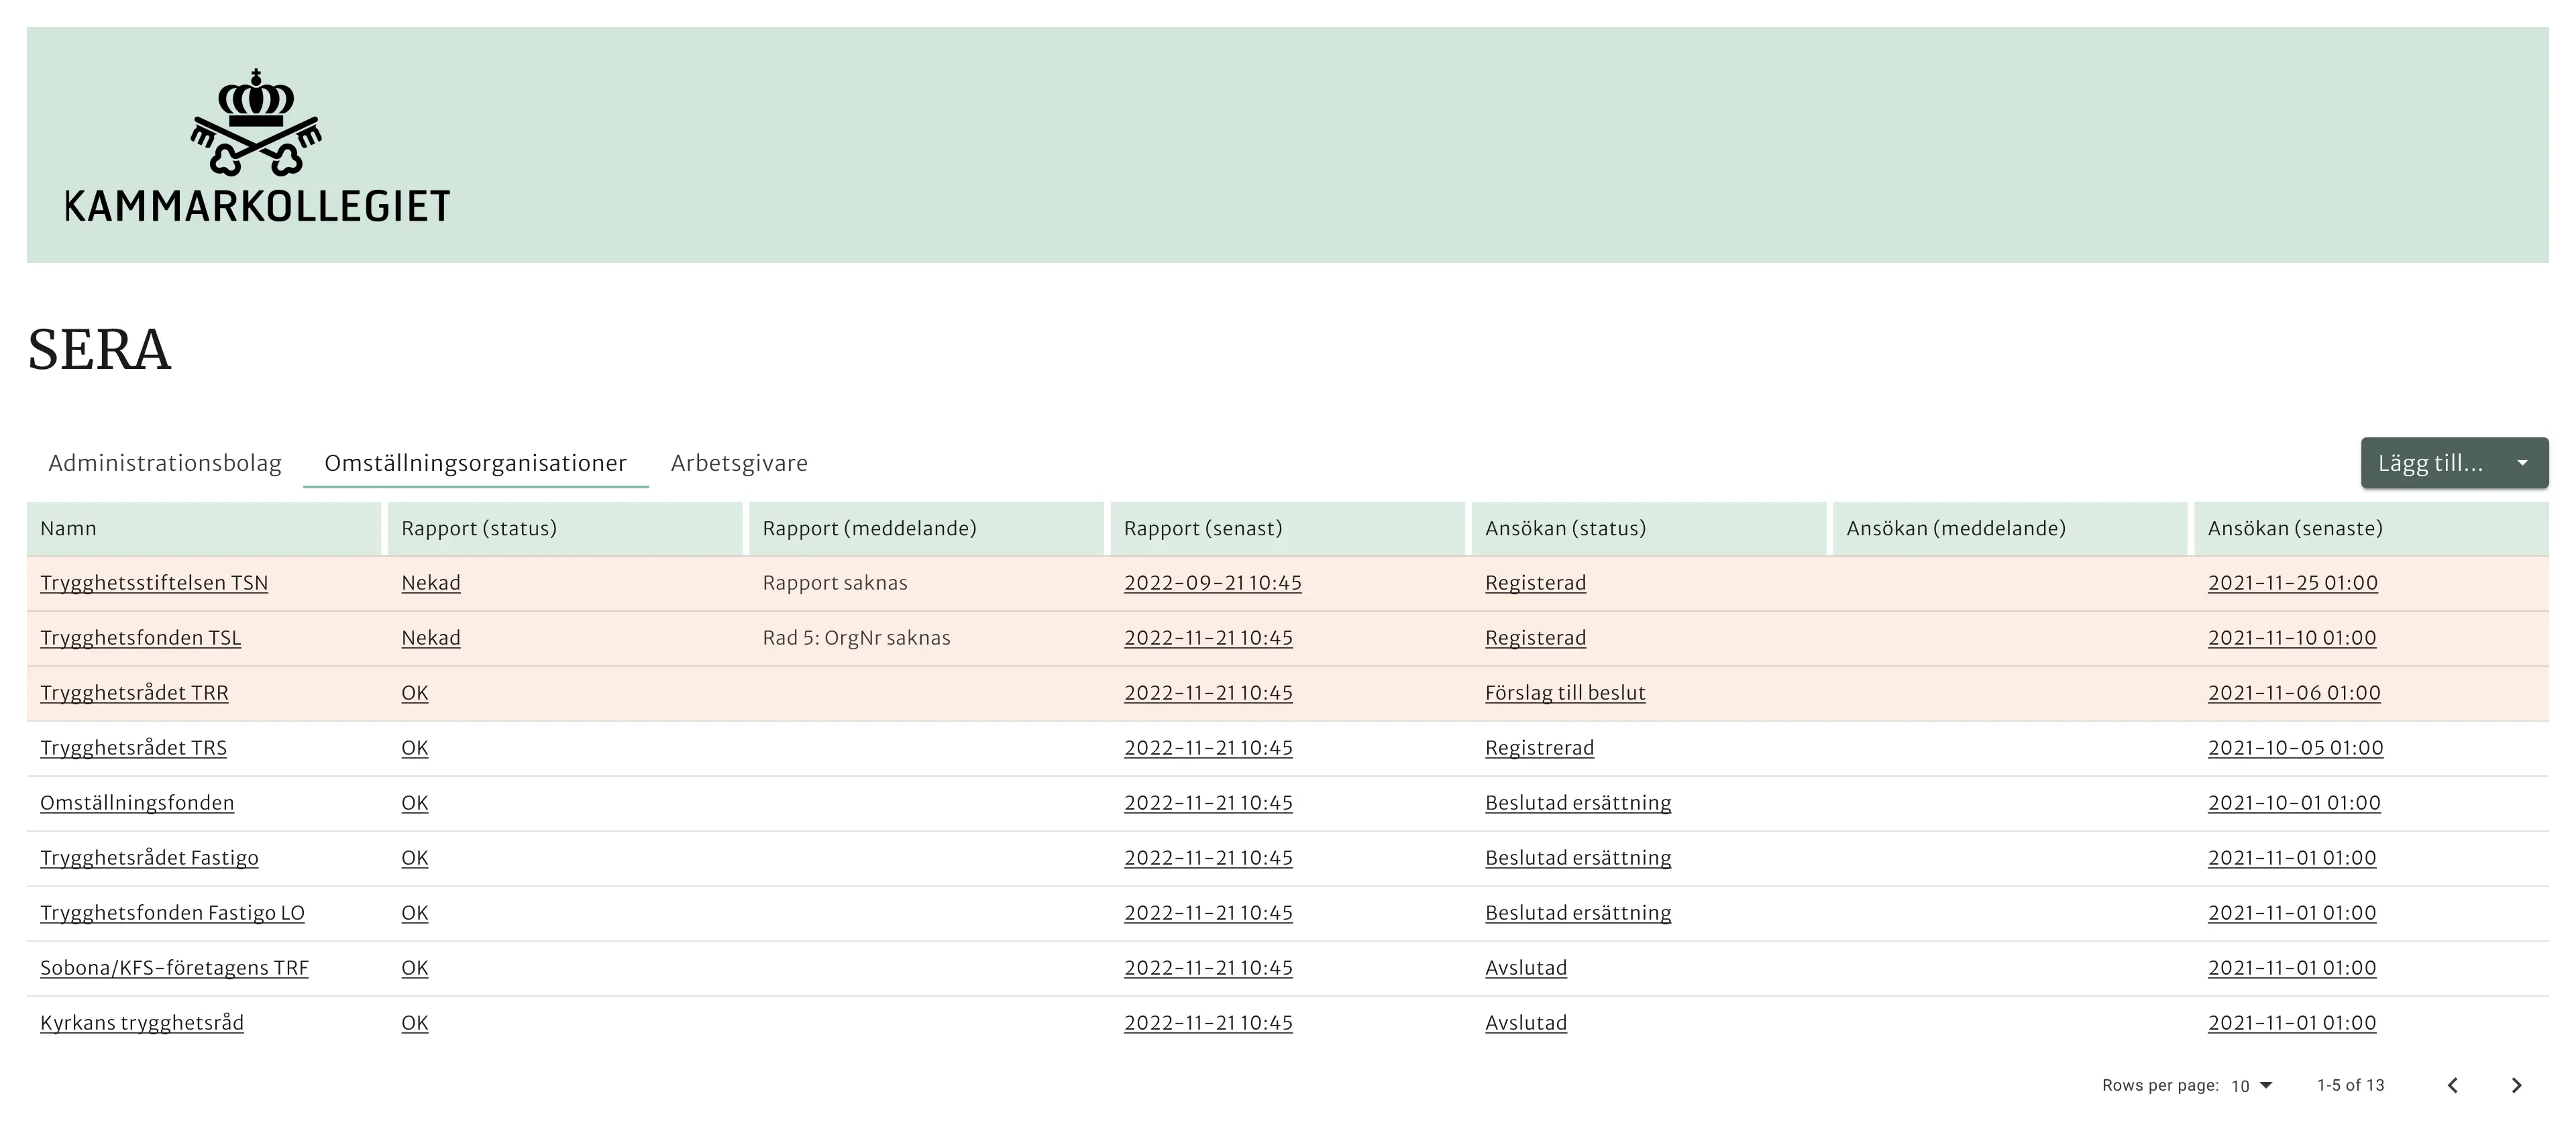 KAMMARKOLLEGIET
SERA
Administrationsbolag Omställningsorganisationer Arbetsgivare Lägg till...
Namn Rapport (status) Rapport (meddelande) Rapport (senast) Ansökan (status) Ansökan (meddelande) Ansökan (senaste)
Trygghetsstiftelsen TSN Nekad Rapport saknas 2022-09-21 10:45 Registerad 2021-11-25 01:00
Trygghetsfonden TSL Nekad Rad 5: OrgNr saknas 2022-11-21 10:45 Registerad 2021-11-10 01:00
Trygghetsrådet TRR OK 2022-11-21 10:45 Förslag till beslut 2021-11-06 01:00
Trygghetsrådet TRS OK 2022-11-21 10:45 Registrerad 2021-10-05 01:00
Omställningsfonden OK 2022-11-21 10:45 Beslutad ersättning 2021-10-01 01:00
Trygghetsrådet Fastigo OK 2022-11-21 10:45 Beslutad ersättning 2021-11-01 01:00
Trygghetsfonden Fastigo LO OK 2022-11-21 10:45 Beslutad ersättning 2021-11-01 01:00
Sobona/KFS-företagens TRF OK 2022-11-21 10:45 Avslutad 2021-11-01 01:00
Kyrkans trygghetsråd OK 2022-11-21 10:45 Avslutad 2021-11-01 01:00
Rows per page: 10 1-5 of 13